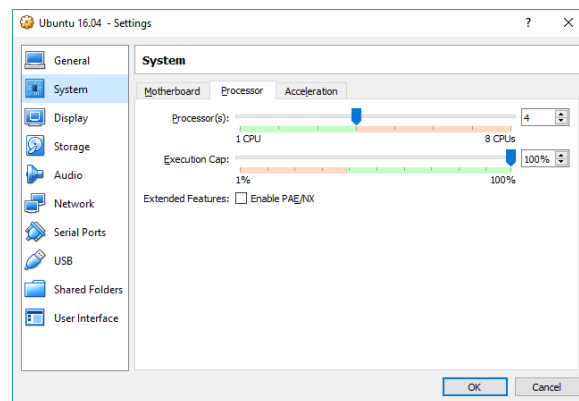 Ubuntu 16.04 - Settings ? ×
General
System
Display
Storage
Audio
Network
Serial Ports
USB
Shared Folders
User Interface
System
Motherboard Processor Acceleration
Processor(s): 4
1 CPU 8 CPUs
Execution Cap: 100%
1% 100%
Extended Features: Enable PAE/NX
OK Cancel